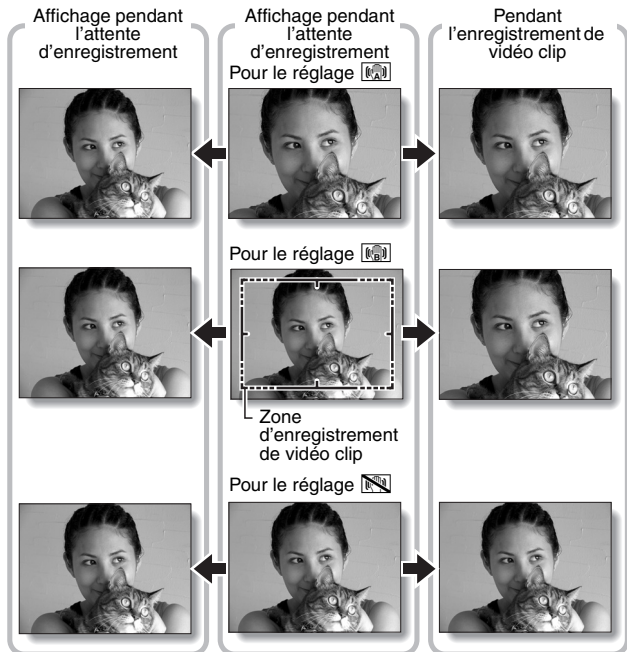 Affichage pendant
l'attente
d'enregistrement
Affichage pendant
l'attente
d'enregistrement
Pendant
l'enregistrement de
vidéo clip
Pour le réglage A
Pour le réglage B
Zone
d'enregistrement
de vidéo clip
Pour le réglage